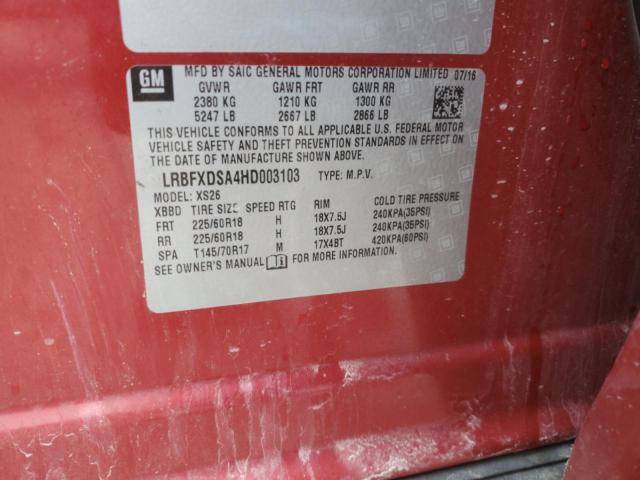 GM
MFD BY SAIC GENERAL MOTORS CORPORATION LIMITED 07/16
GVWR GAWR FRT GAWR RR
2380 KG 1210 KG 1300 KG
5247 LB 2667 LB 2866 LB
THIS VEHICLE CONFORMS TO ALL APPLICABLE U.S. FEDERAL MOTOR
VEHICLE SAFETY AND THEFT PREVENTION STANDARDS IN EFFECT ON
THE DATE OF MANUFACTURE SHOWN ABOVE.
LRBFXDSA4HD003103 TYPE: M.P.V.
MODEL: XS26
XBBD TIRE SIZE SPEED RTG RIM COLD TIRE PRESSURE
FRT 225/60R18 H 18X7.5J 240KPA(35PSI)
RR 225/60R18 H 18X7.5J 240KPA(35PSI)
SPA T145/70R17 M 17X4BT 420KPA(60PSI)
SEE OWNER'S MANUAL FOR MORE INFORMATION.